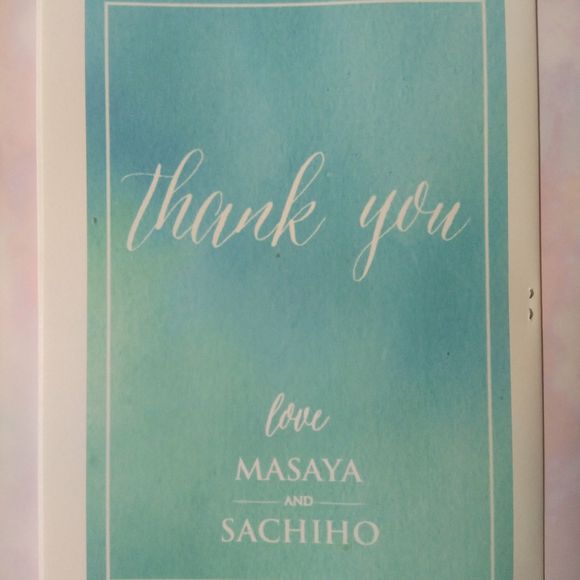 thank you
love
MASAYA
AND
SACHIHO